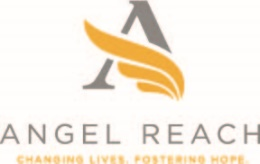 A
ANGEL REACH
CHANGING LIVES. FOSTERING HOPE.